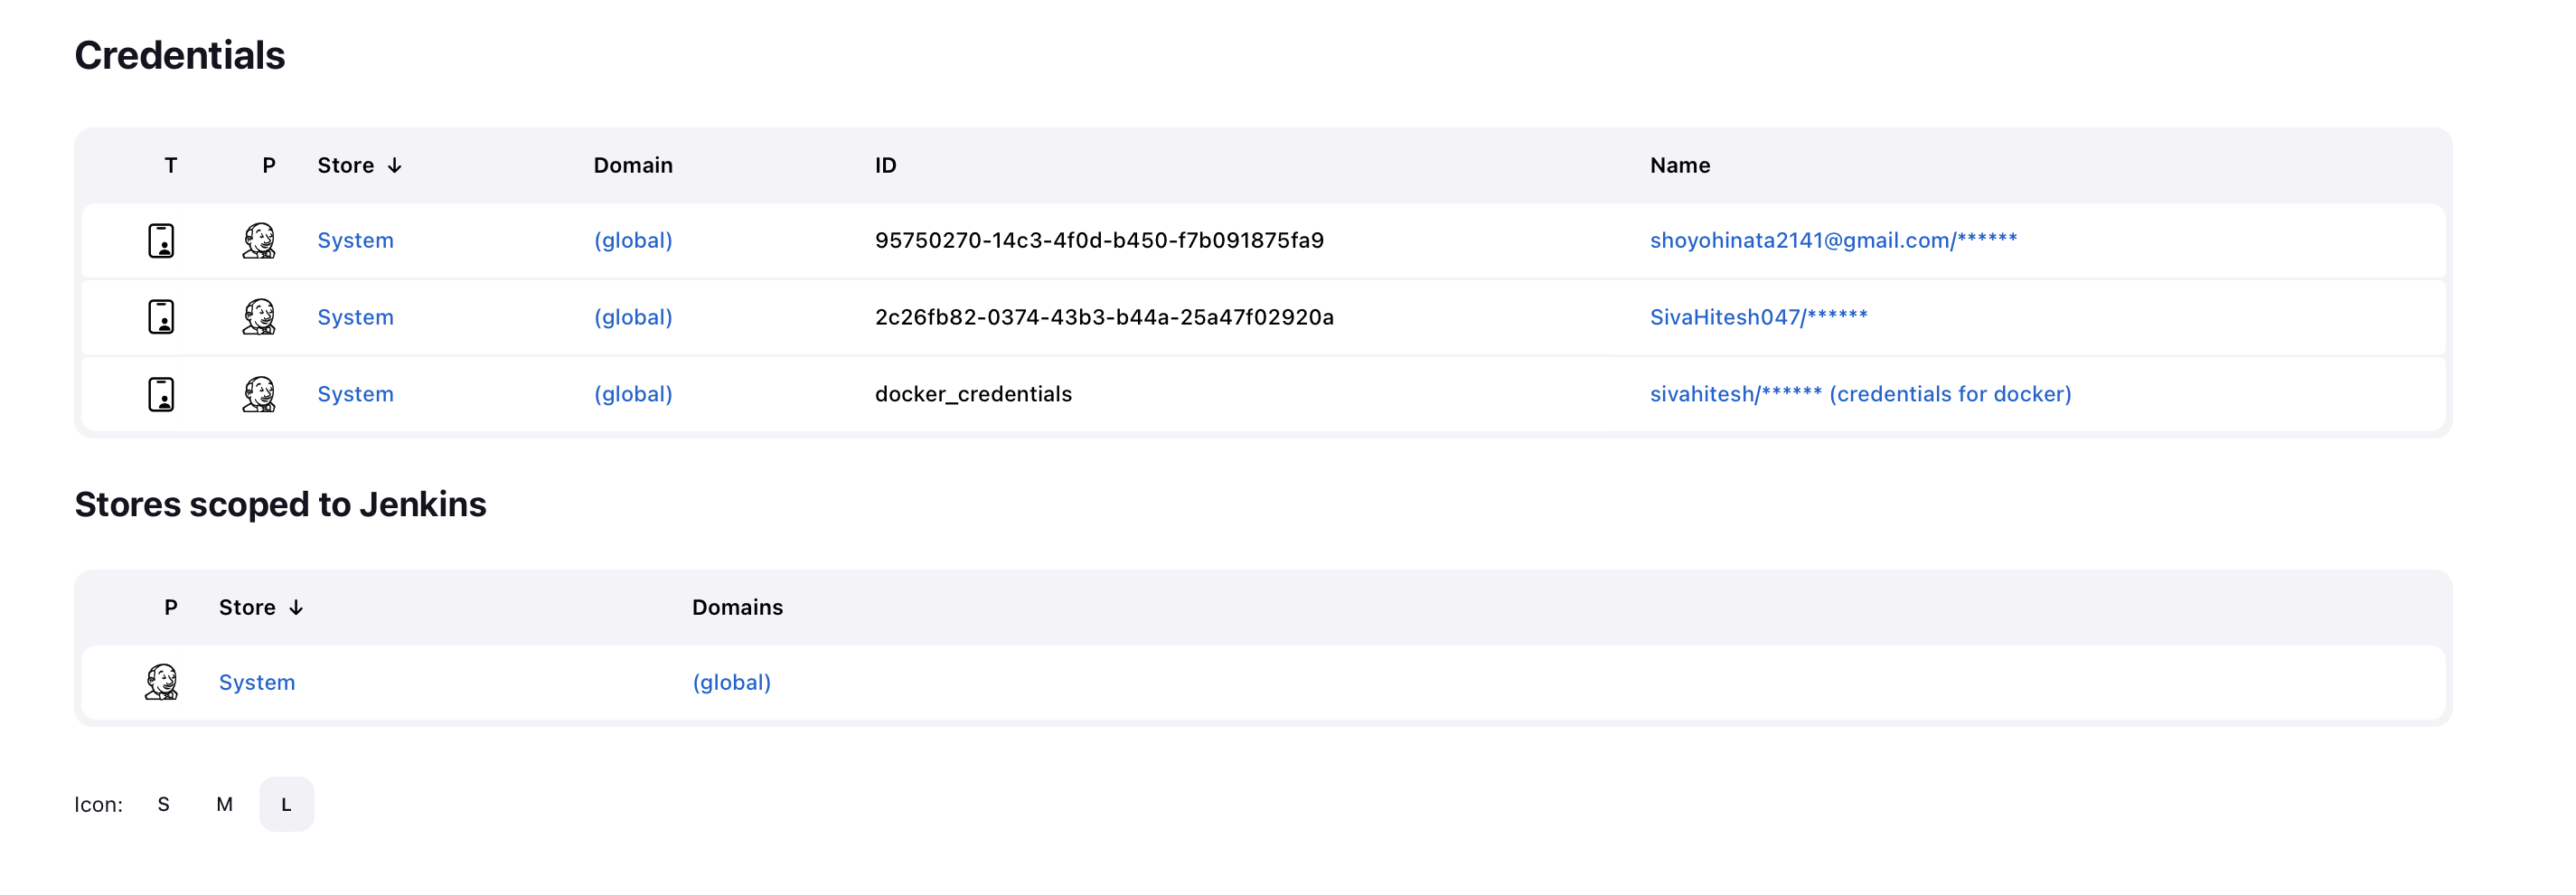 Credentials
T P Store ↓ Domain ID Name
System (global) 95750270-14c3-4f0d-b450-f7b091875fa9 shoyohinata2141@gmail.com/******
System (global) 2c26fb82-0374-43b3-b44a-25a47f02920a SivaHitesh047/******
System (global) docker_credentials sivahitesh/****** (credentials for docker)
Stores scoped to Jenkins
P Store ↓ Domains
System (global)
Icon: S M L